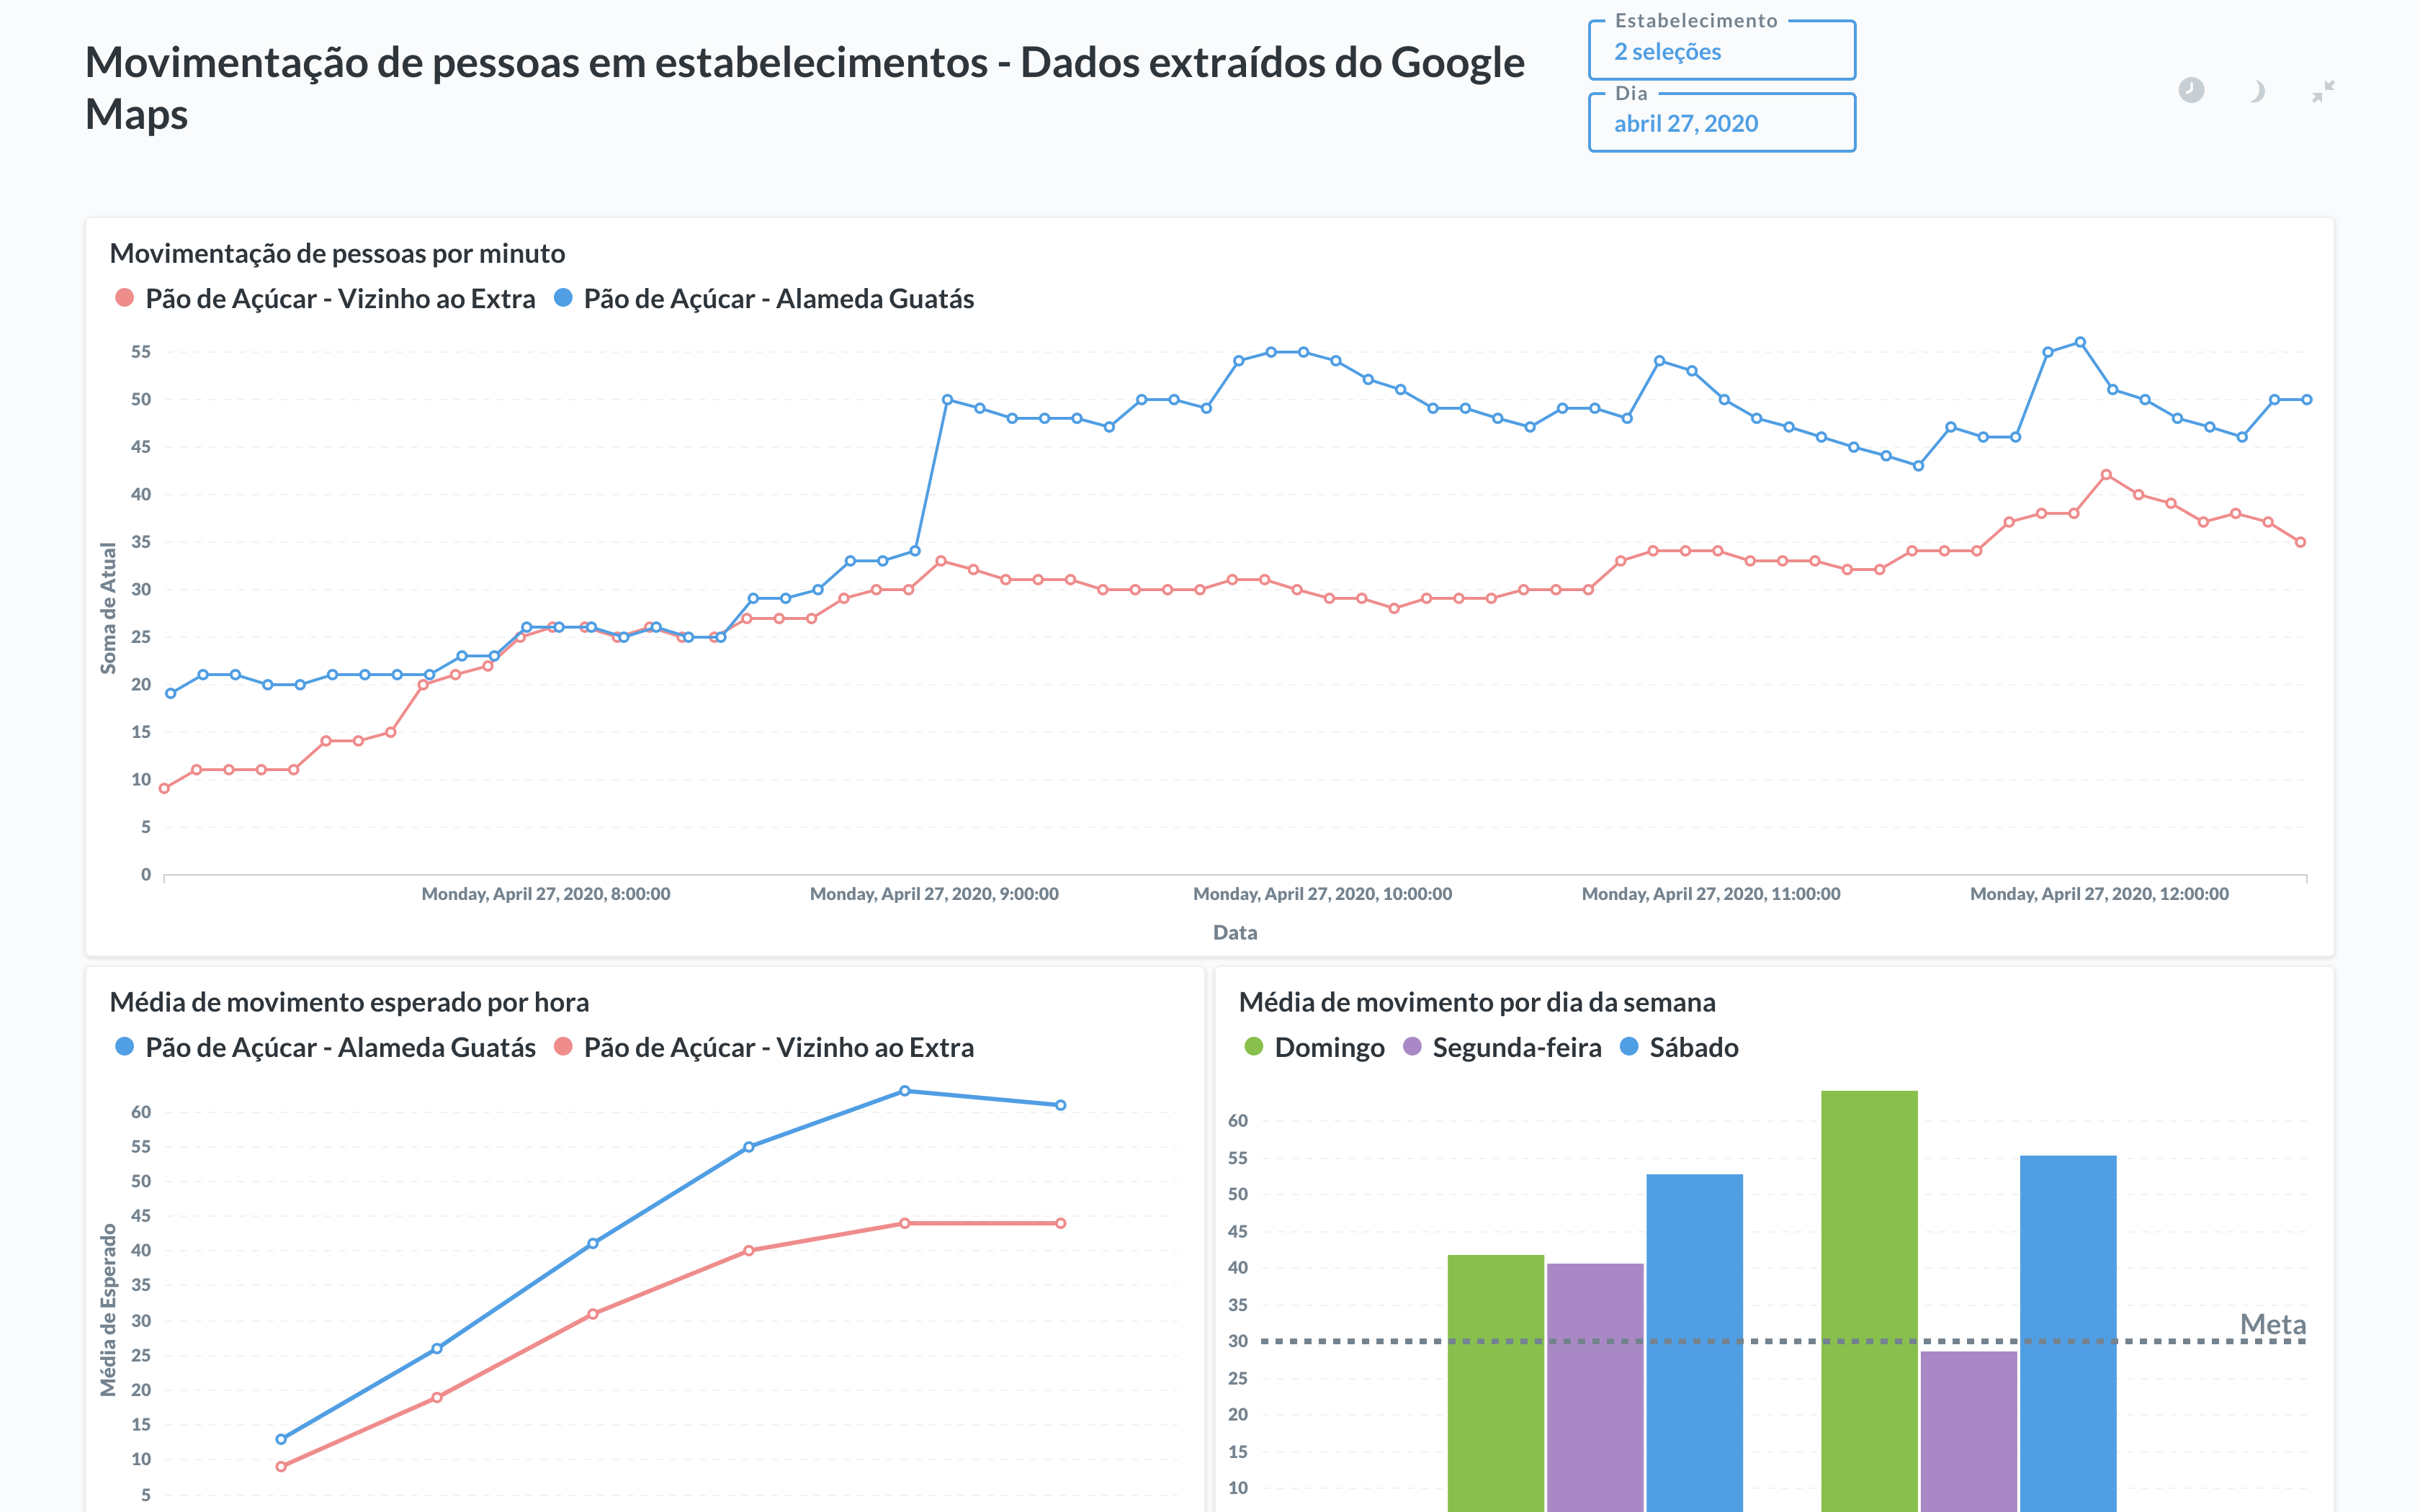 Movimentação de pessoas em estabelecimentos - Dados extraídos do Google
Maps
Estabelecimento
2 seleções
Dia
abril 27, 2020
Movimentação de pessoas por minuto
Pão de Açúcar - Vizinho ao Extra Pão de Açúcar - Alameda Guatás
55
50
45
40
35
30
25
20
15
10
5
0
Soma de Atual
Monday, April 27, 2020, 8:00:00 Monday, April 27, 2020, 9:00:00 Monday, April 27, 2020, 10:00:00 Monday, April 27, 2020, 11:00:00 Monday, April 27, 2020, 12:00:00
Data
Média de movimento esperado por hora
Pão de Açúcar - Alameda Guatás Pão de Açúcar - Vizinho ao Extra
60
55
50
45
40
35
30
25
20
15
10
5
Média de Esperado
Média de movimento por dia da semana
Domingo Segunda-feira Sábado
60
55
50
45
40
35
30
25
20
15
10
Meta